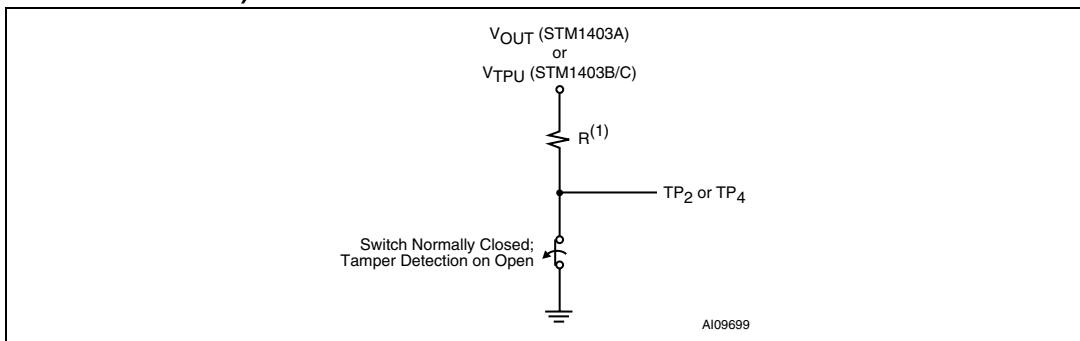 VOUT (STM1403A)
or
VTPU (STM1403B/C)
R(1)
TP2 or TP4
Switch Normally Closed;
Tamper Detection on Open
AI09699